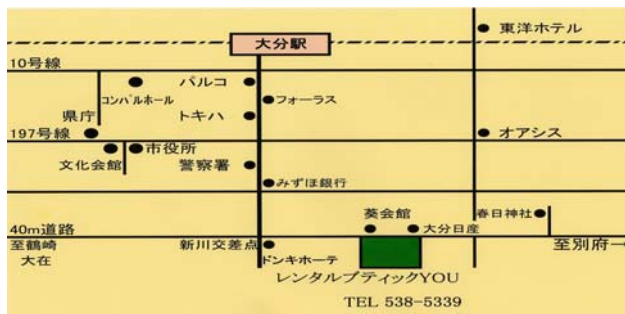 東洋ホテル
大分駅
10号線
コンパルホール
パルコ
フォーラス
県庁
トキハ
197号線
オアシス
文化会館
市役所
警察署
みずほ銀行
葵会館
春日神社
40m道路
大分日産
至鶴崎
大在
新川交差点
ドンキホーテ
至別府→
レンタルブティックYOU
TEL 538-5339